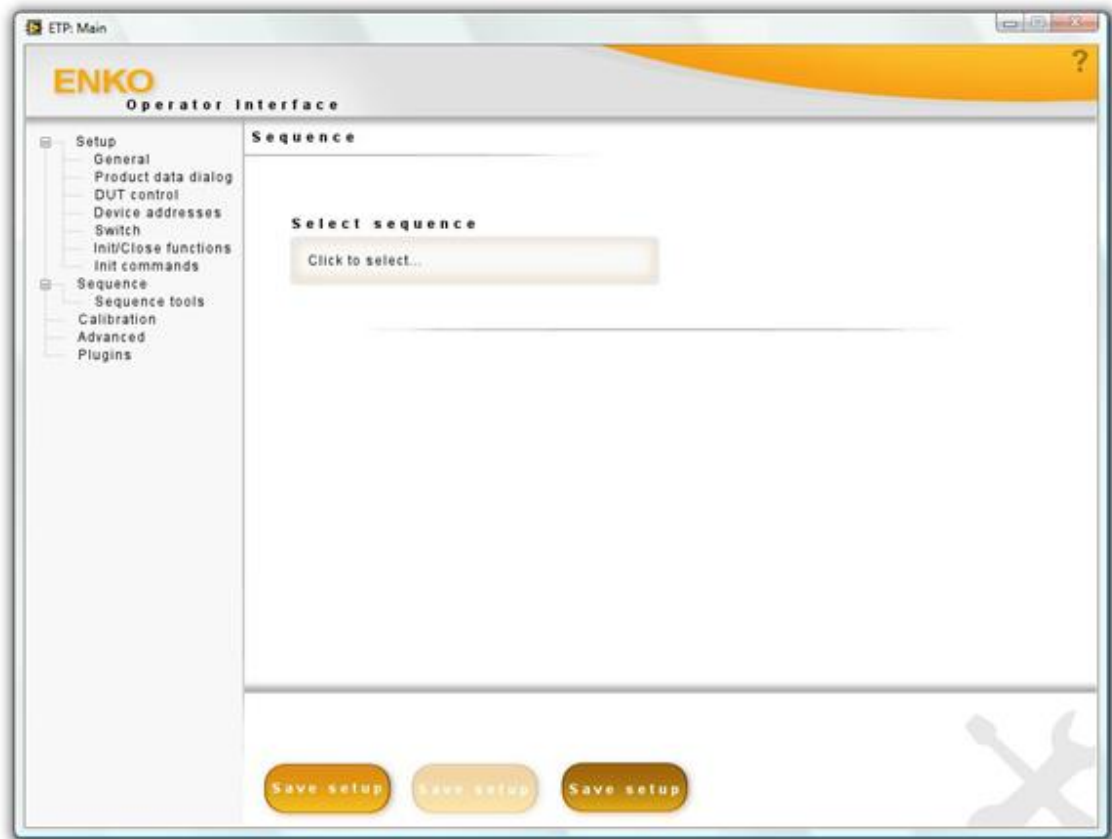 ETP: Main
?
ENKO
Operator Interface
Setup
General
Product data dialog
DUT control
Device addresses
Switch
Init/Close functions
Init commands
Sequence
Sequence tools
Calibration
Advanced
Plugins
Sequence
Select sequence
Click to select...
Save setup
Save setup
Save setup